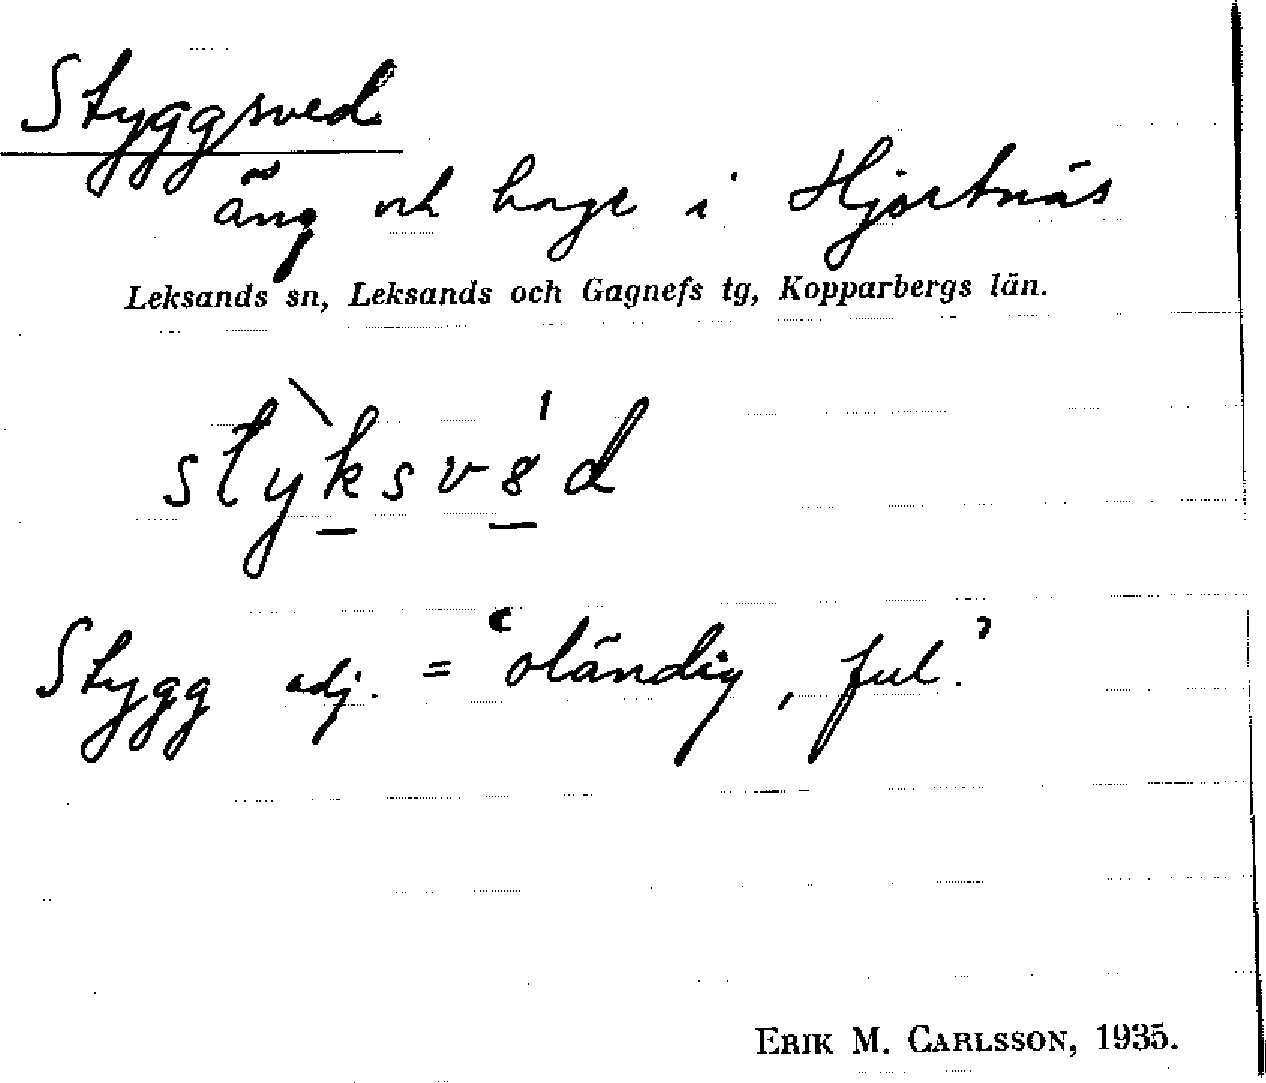 Styggsved
äng och hage i Hjortnäs
Leksands sn, Leksands och Gagnefs tg, Kopparbergs län.
Stygg adj. = ‘oländig, ful.’
ERIK M. CARLSSON, 1935.